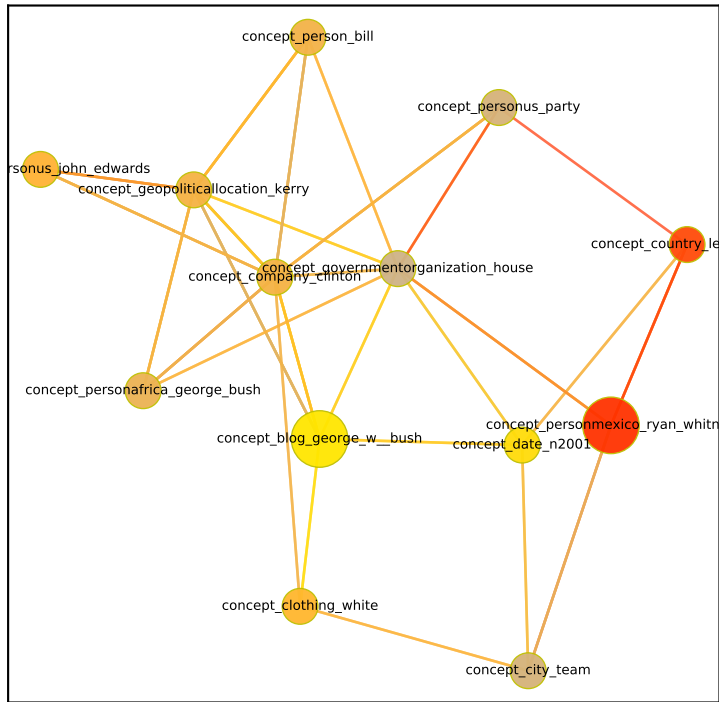 concept_person_bill
concept_personus_party
rsonus_john_edwards
concept_geopoliticallocation_kerry
concept_country_le
concept_governmentorganization_house
concept_company_clinton
concept_personafrica_george_bush
concept_personmexico_ryan_whitn
concept_blog_george_w__bush
concept_date_n2001
concept_clothing_white
concept_city_team